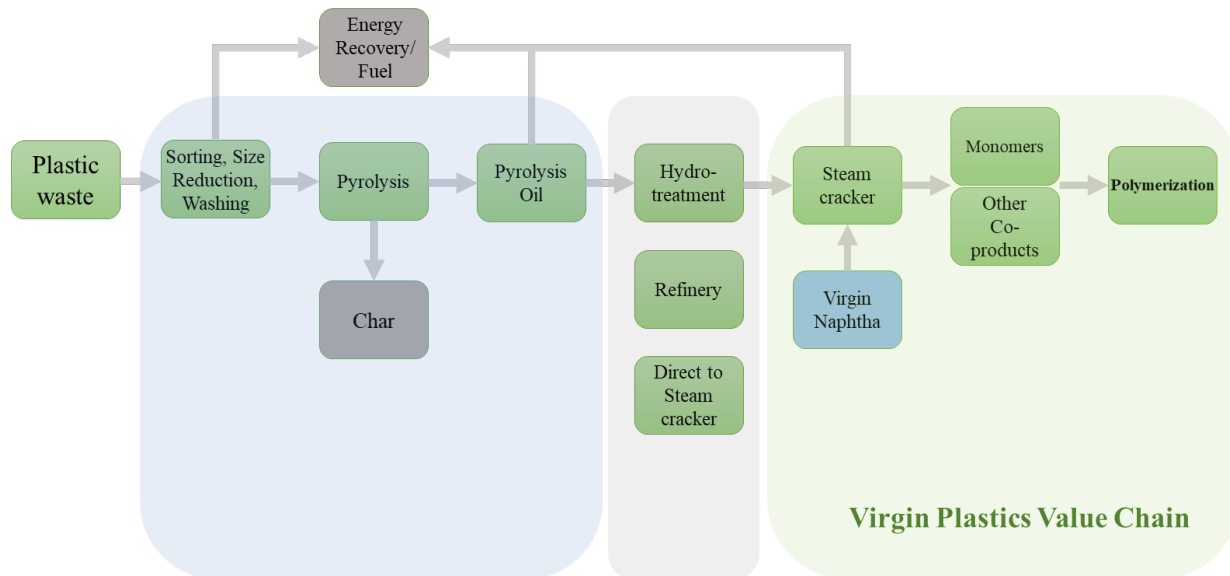 Energy
Recovery/
Fuel
Plastic
waste
Sorting, Size
Reduction,
Washing
Pyrolysis
Pyrolysis
Oil
Hydro-
treatment
Steam
cracker
Monomers
Other
Co-
products
Polymerization
Char
Refinery
Virgin
Naphtha
Direct to
Steam
cracker
Virgin Plastics Value Chain